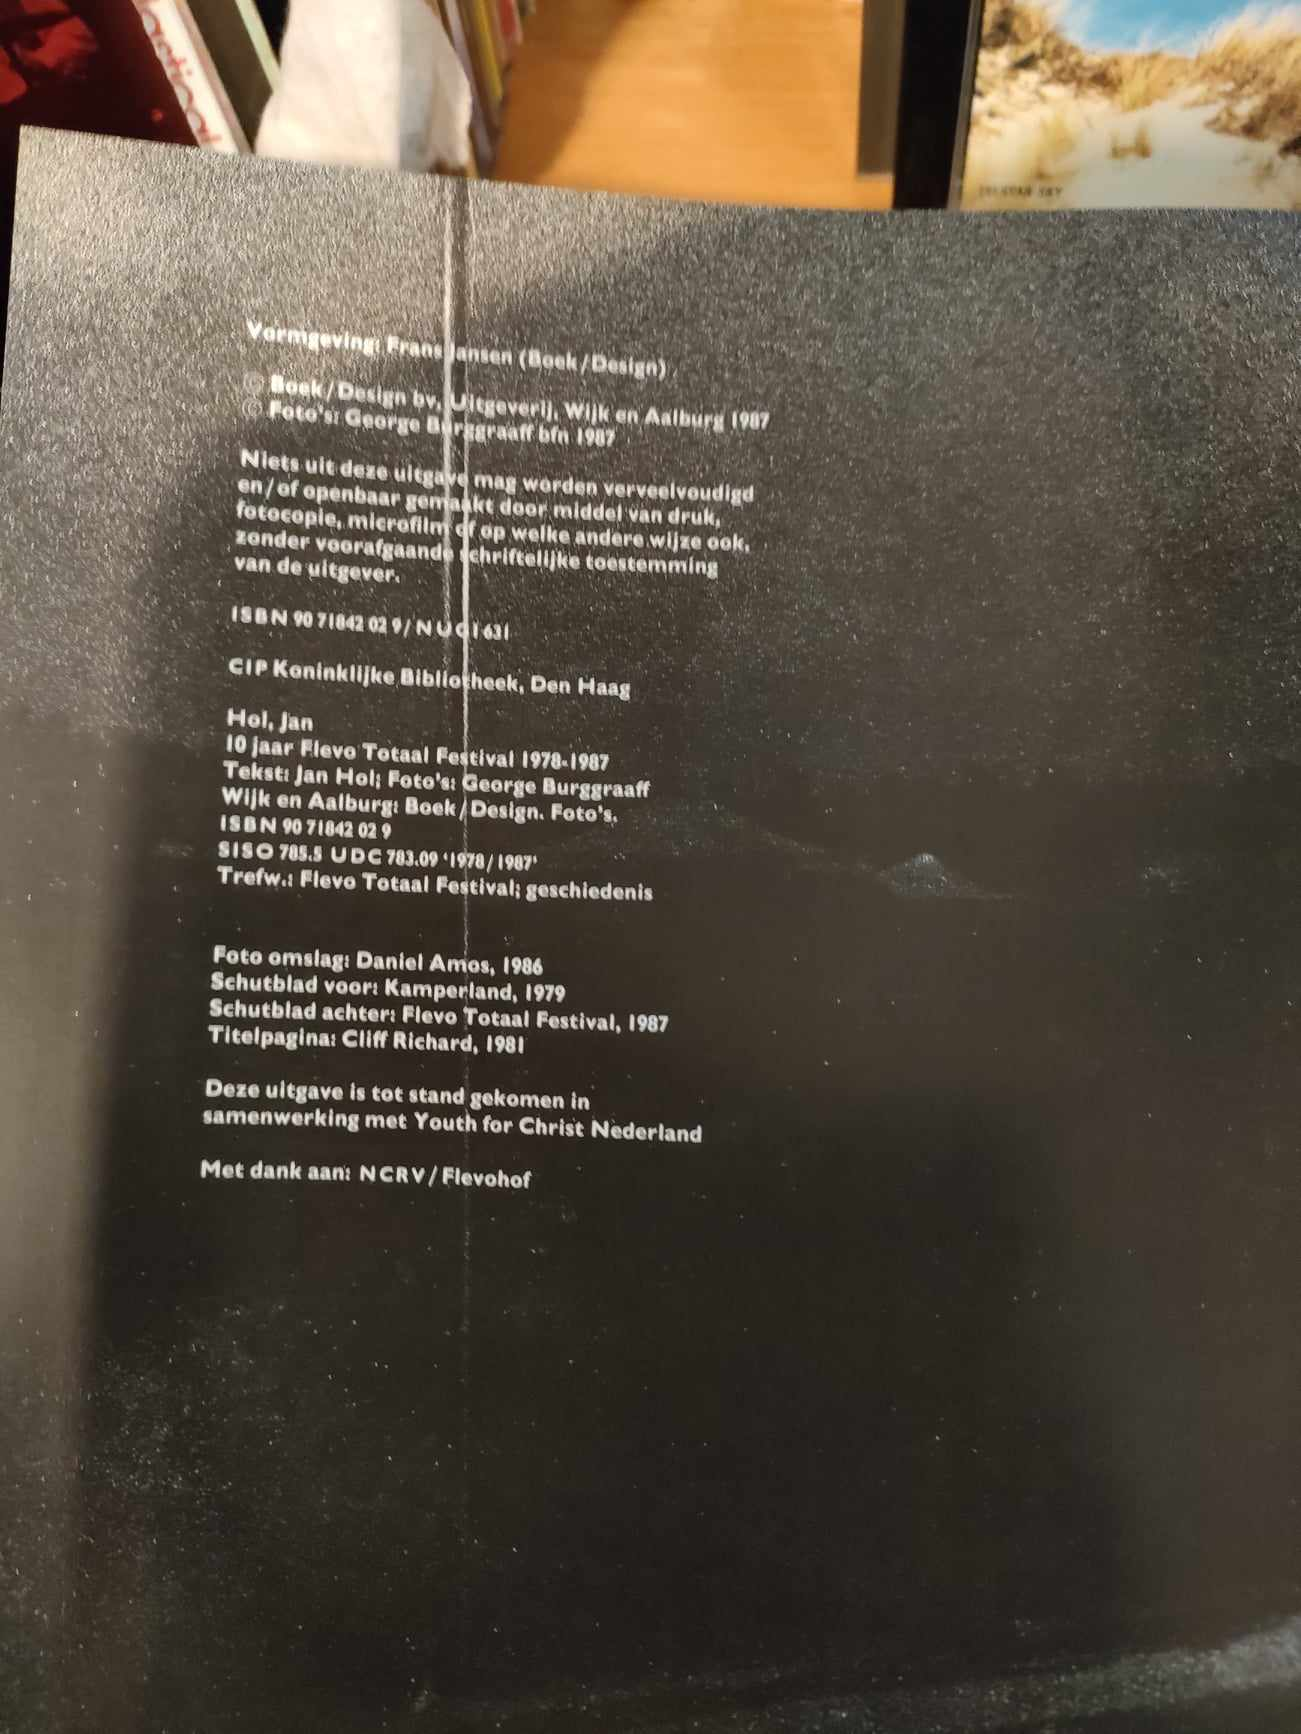 Vormgeving: Frans Jansen (Boek/Design)
© Boek/Design bv, Uitgeverij, Wijk en Aalburg 1987
© Foto's: George Burggraaff bfn 1987
Niets uit deze uitgave mag worden verveelvoudigd
en/of openbaar gemaakt door middel van druk,
fotocopie, microfilm of op welke andere wijze ook,
zonder voorafgaande schriftelijke toestemming
van de uitgever.
ISBN 90 71842 02 9/NUGI 631
CIP Koninklijke Bibliotheek, Den Haag
Hol, Jan
10 jaar Flevo Totaal Festival 1978-1987
Tekst: Jan Hol; Foto's: George Burggraaff
Wijk en Aalburg: Boek/Design. Foto's.
ISBN 90 71842 02 9
SISO 785.5 UDC 783.09 '1978/1987'
Trefw.: Flevo Totaal Festival; geschiedenis
Foto omslag: Daniel Amos, 1986
Schutblad voor: Kamperland, 1979
Schutblad achter: Flevo Totaal Festival, 1987
Titelpagina: Cliff Richard, 1981
Deze uitgave is tot stand gekomen in
samenwerking met Youth for Christ Nederland
Met dank aan: NCRV/Flevohof